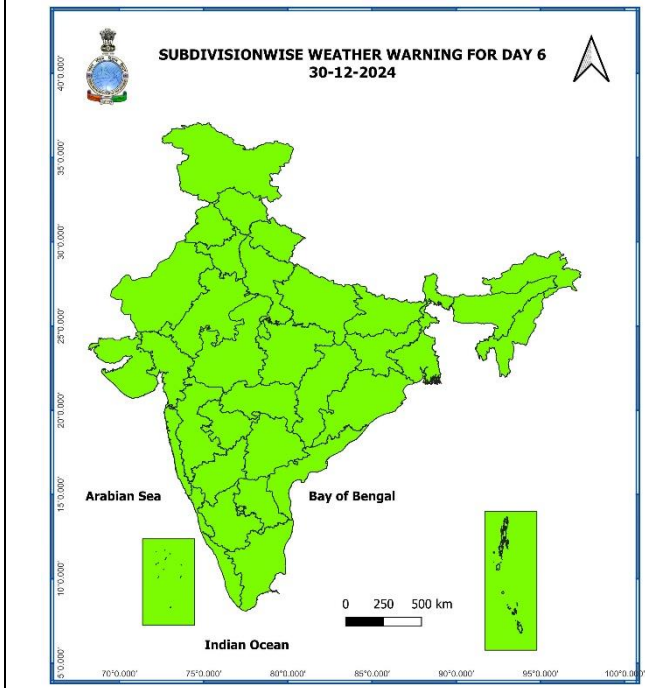 SUBDIVISIONWISE WEATHER WARNING FOR DAY 6
30-12-2024
40°0.000'
35°0.000'
30°0.000'
25°0.000'
20°0.000'
15°0.000'
10°0.000'
5°0.000'
Arabian Sea
Bay of Bengal
0 250 500 km
Indian Ocean
70°0.000' 75°0.000' 80°0.000' 85°0.000' 90°0.000' 95°0.000' 100°0.000'